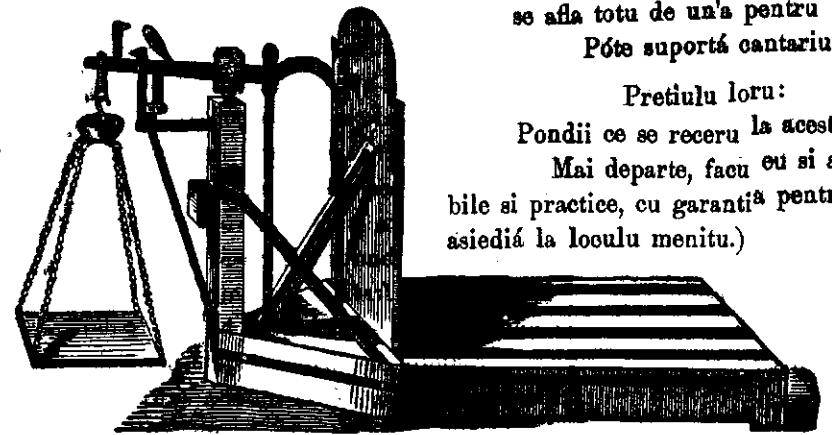 se afla totu de un'a pentru
Póte suportá cantariu
Pretiulu loru:
Pondii ce se receru la acest
Mai departe, facu eu si a
bile si practice, cu garantia pentr
asiediá la loculu menitu.)